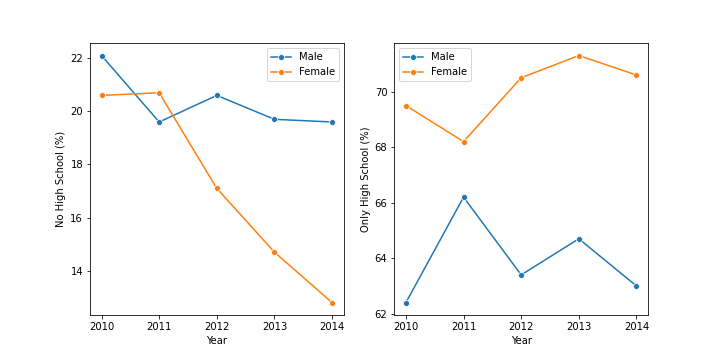 No High School (%)
22
20
18
16
14
Male
Female
2010
2011
2012
2013
2014
Year
Only High School (%)
70
68
66
64
62
Male
Female
2010
2011
2012
2013
2014
Year